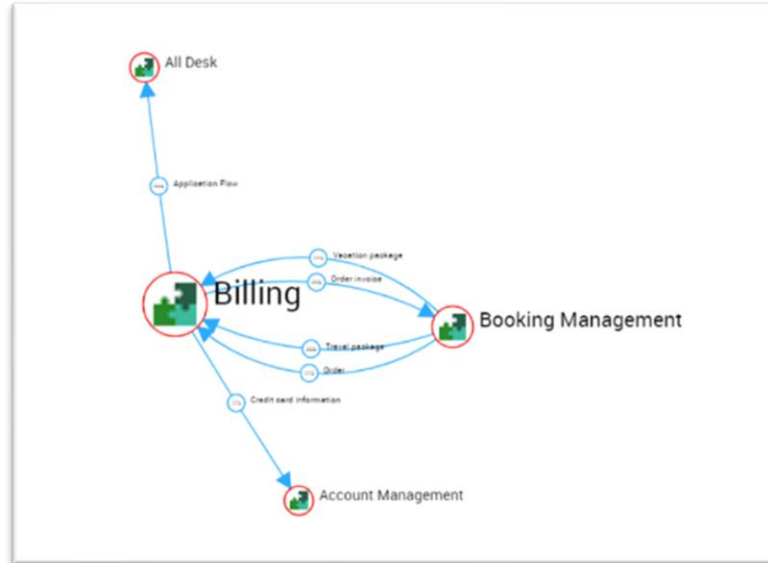 All Desk
Application Flow
Vacation package
Order invoice
Billing
Booking Management
Travel package
Order
Credit card information
Account Management